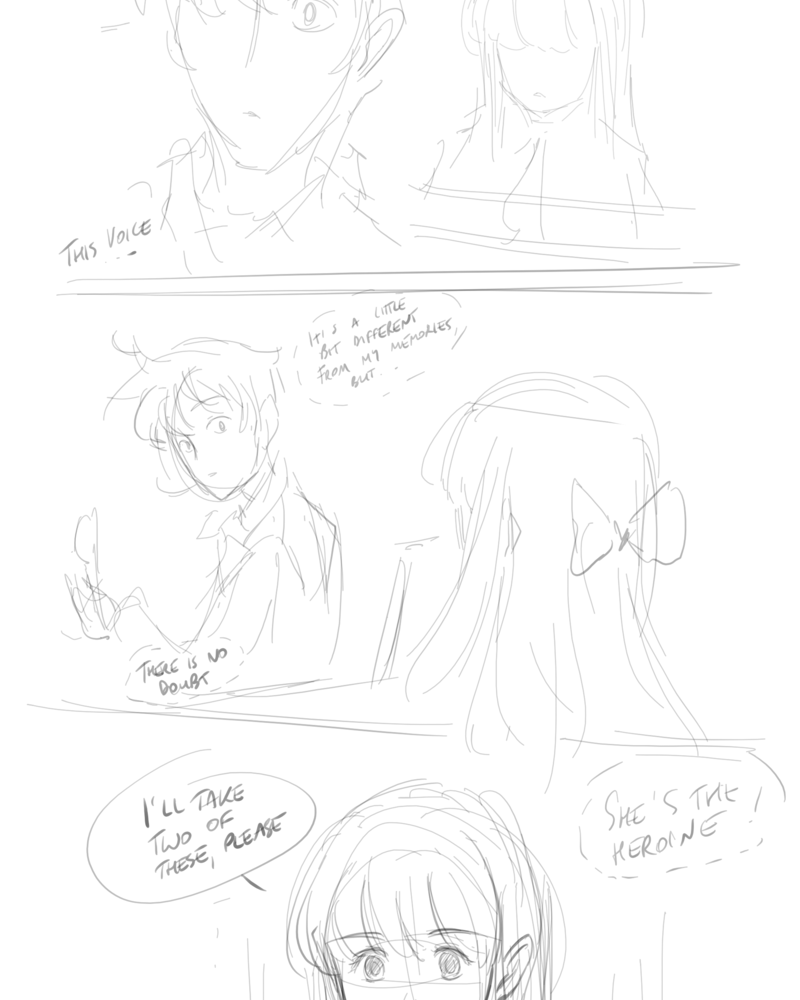 THIS VOICE
...
IT'S A LITTLE
BIT DIFFERENT
FROM MY MEMORIES,
BUT...
THERE IS NO
DOUBT
I'LL TAKE
TWO OF
THESE, PLEASE
SHE'S THE
HEROINE!